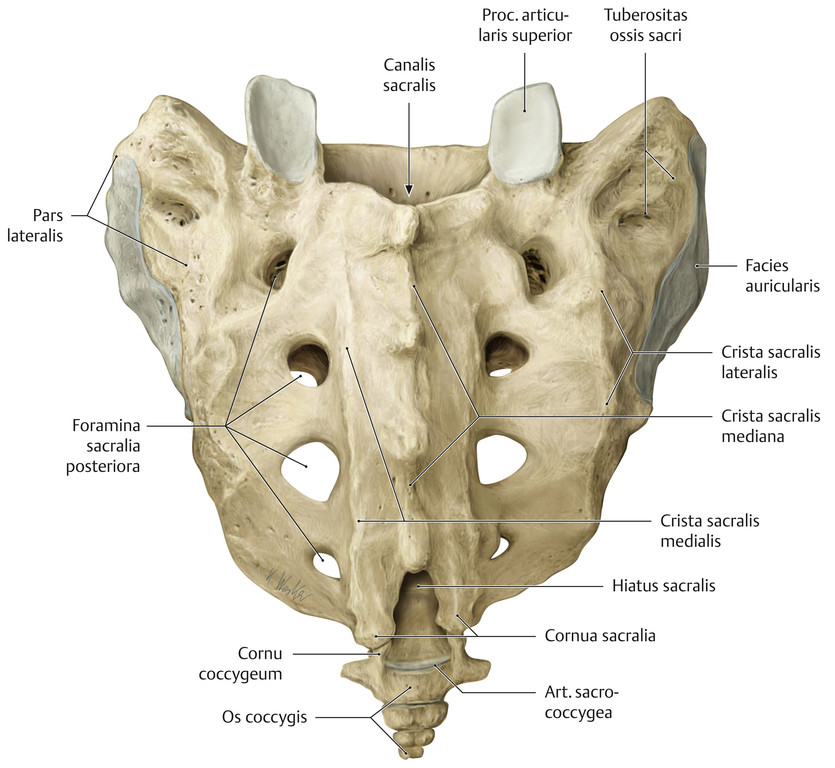 Proc. articu-
laris superior
Tuberositas
ossis sacri
Canalis
sacralis
Pars
lateralis
Facies
auricularis
Crista sacralis
lateralis
Foramina
sacralia
posteriora
Crista sacralis
mediana
Crista sacralis
medialis
Hiatus sacralis
Cornua sacralia
Cornu
coccygeum
Art. sacro-
coccygea
Os coccygis